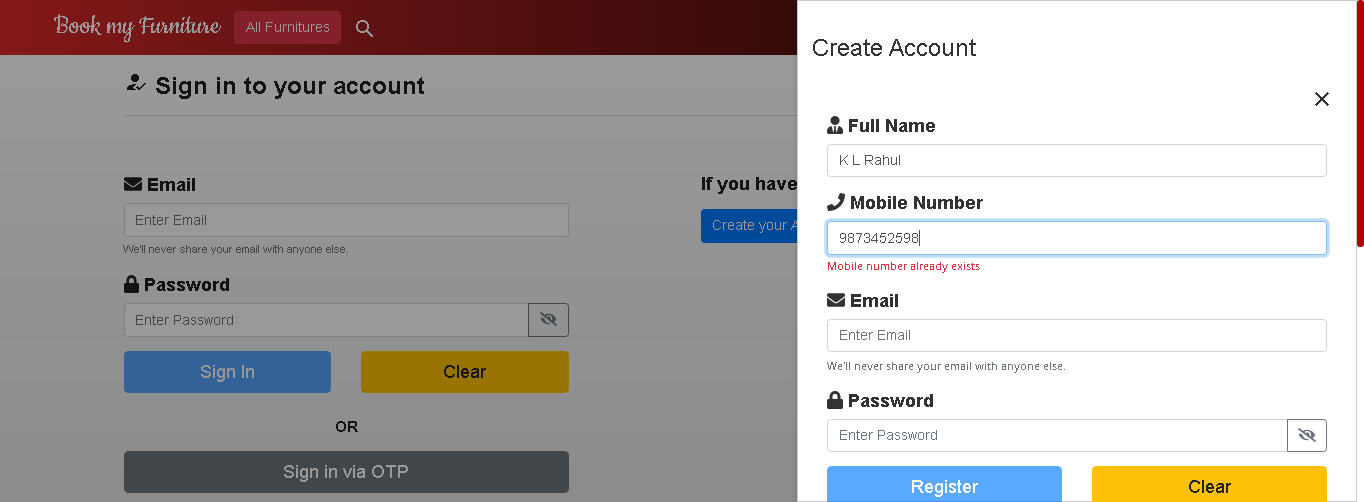 Book my Furniture
All Furnitures
Sign in to your account
Email
Enter Email
We'll never share your email with anyone else.
Password
Enter Password
Sign In
Clear
OR
Sign in via OTP
If you have
Create your A
Create Account
Full Name
K L Rahul
Mobile Number
9873452598
Mobile number already exists
Email
Enter Email
We'll never share your email with anyone else.
Password
Enter Password
Register
Clear